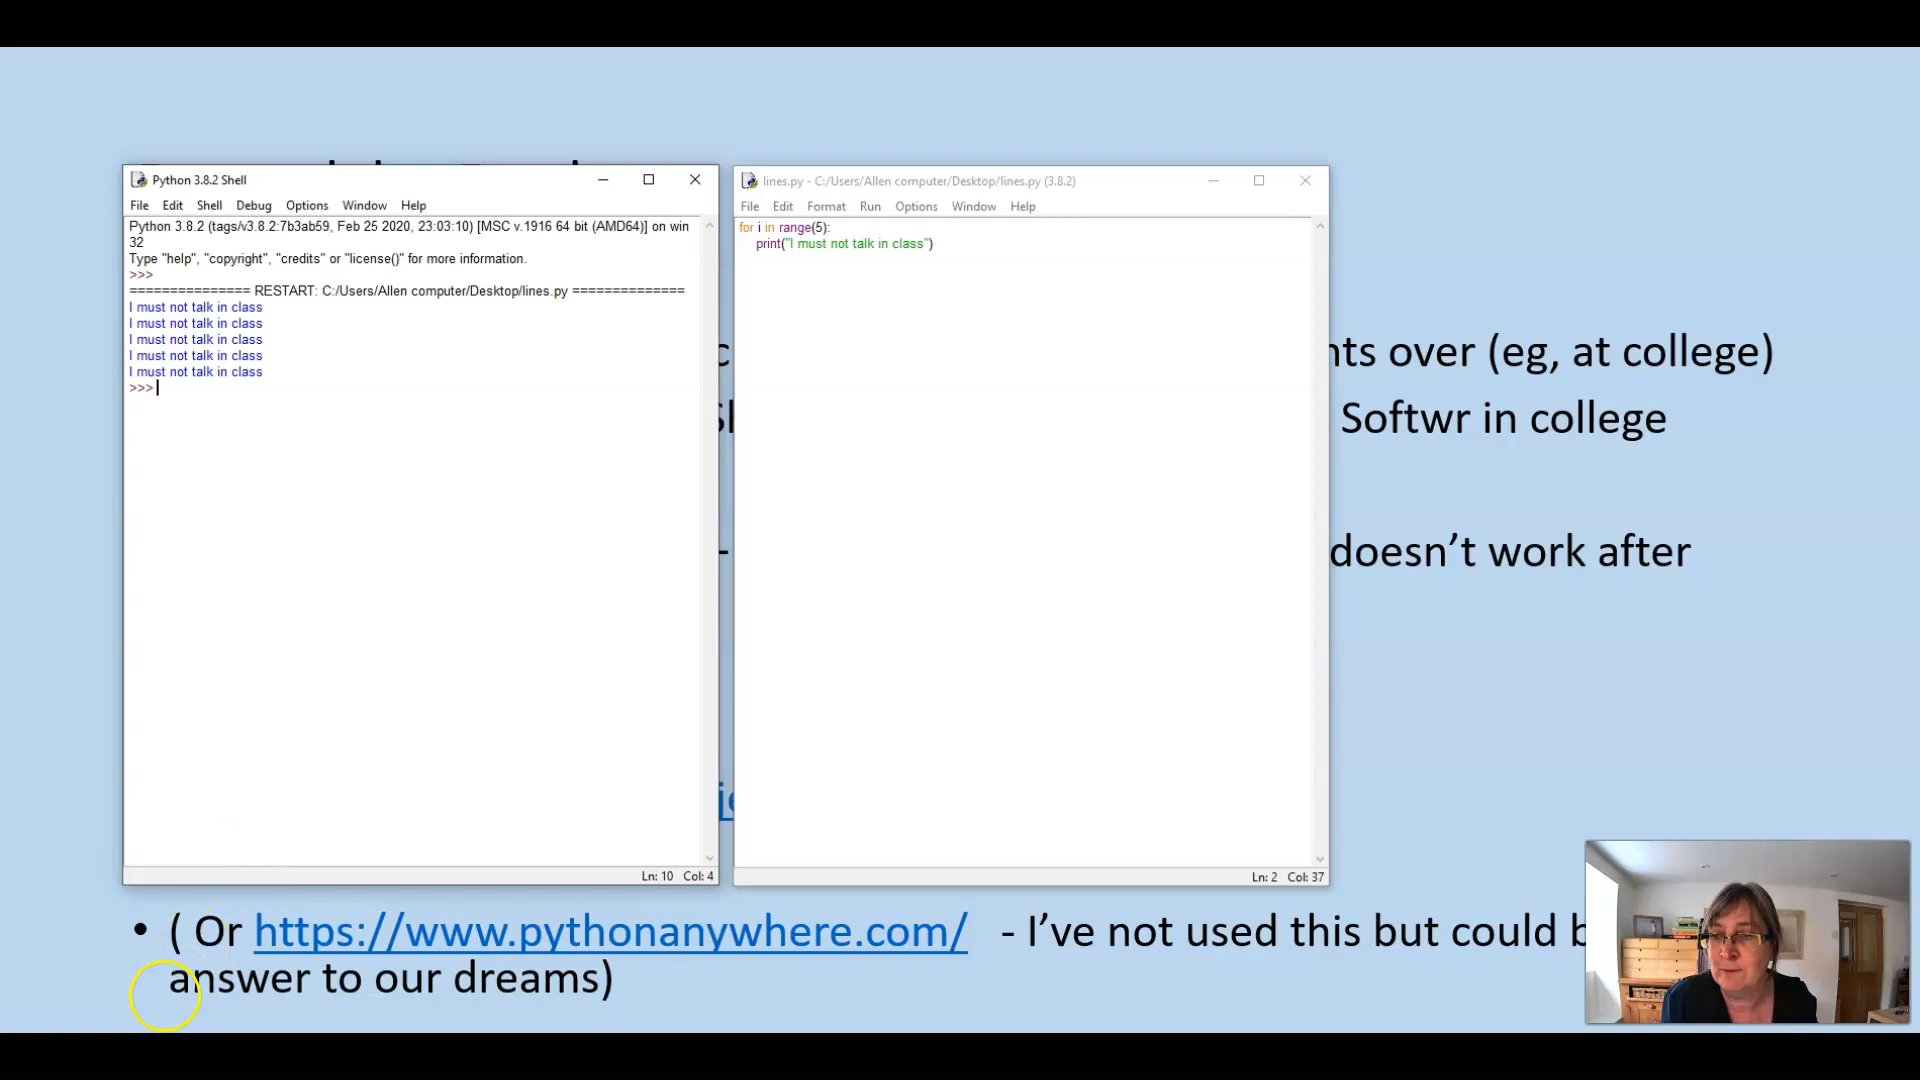 Python 3.8.2 Shell
File Edit Shell Debug Options Window Help
Python 3.8.2 (tags/v3.8.2:7b3ab59, Feb 25 2020, 23:03:10) [MSC v.1916 64 bit (AMD64)] on win
32
Type "help", "copyright", "credits" or "license()" for more information.
>>>
=============== RESTART: C:/Users/Allen computer/Desktop/lines.py ==============
I must not talk in class
I must not talk in class
I must not talk in class
I must not talk in class
I must not talk in class
>>>
Ln: 10 Col: 4
lines.py - C:/Users/Allen computer/Desktop/lines.py (3.8.2)
File Edit Format Run Options Window Help
for i in range(5):
print("I must not talk in class")
Ln: 2 Col: 37
over (eg, at college)
Softwr in college
-
doesn’t work after
• ( Or https://www.pythonanywhere.com/ - I’ve not used this but could
answer to our dreams)